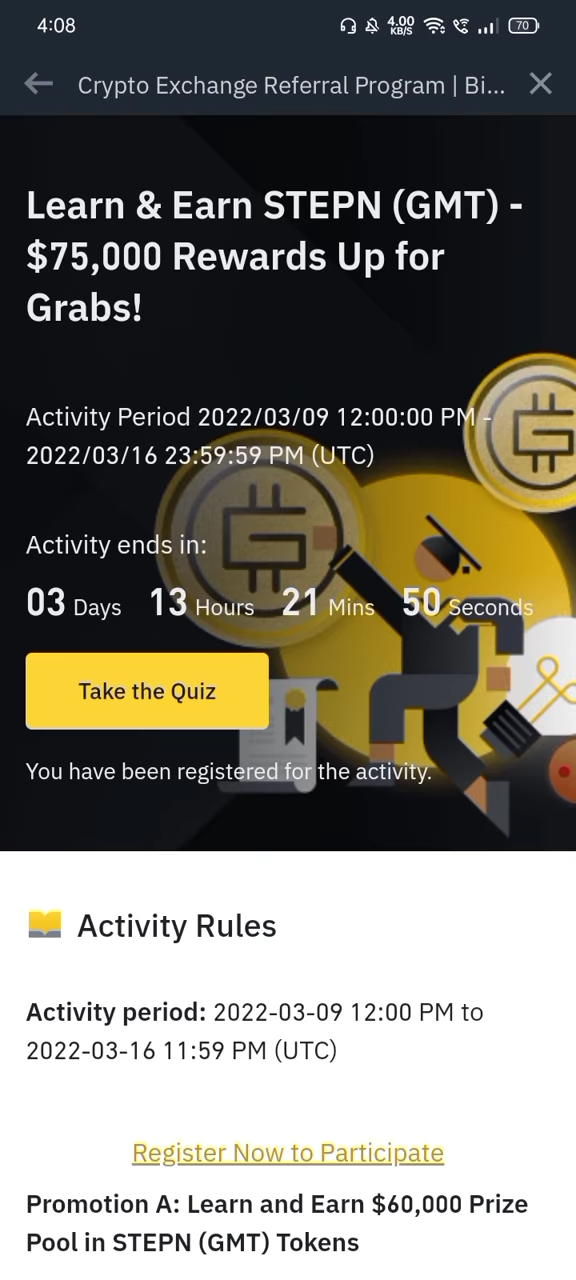 4:08
4.00 KB/S
70
Crypto Exchange Referral Program | Bi...
Learn & Earn STEPN (GMT) -
$75,000 Rewards Up for
Grabs!
Activity Period 2022/03/09 12:00:00 PM -
2022/03/16 23:59:59 PM (UTC)
Activity ends in:
03 Days 13 Hours 21 Mins 50 Seconds
Take the Quiz
You have been registered for the activity.
Activity Rules
Activity period: 2022-03-09 12:00 PM to
2022-03-16 11:59 PM (UTC)
Register Now to Participate
Promotion A: Learn and Earn $60,000 Prize
Pool in STEPN (GMT) Tokens